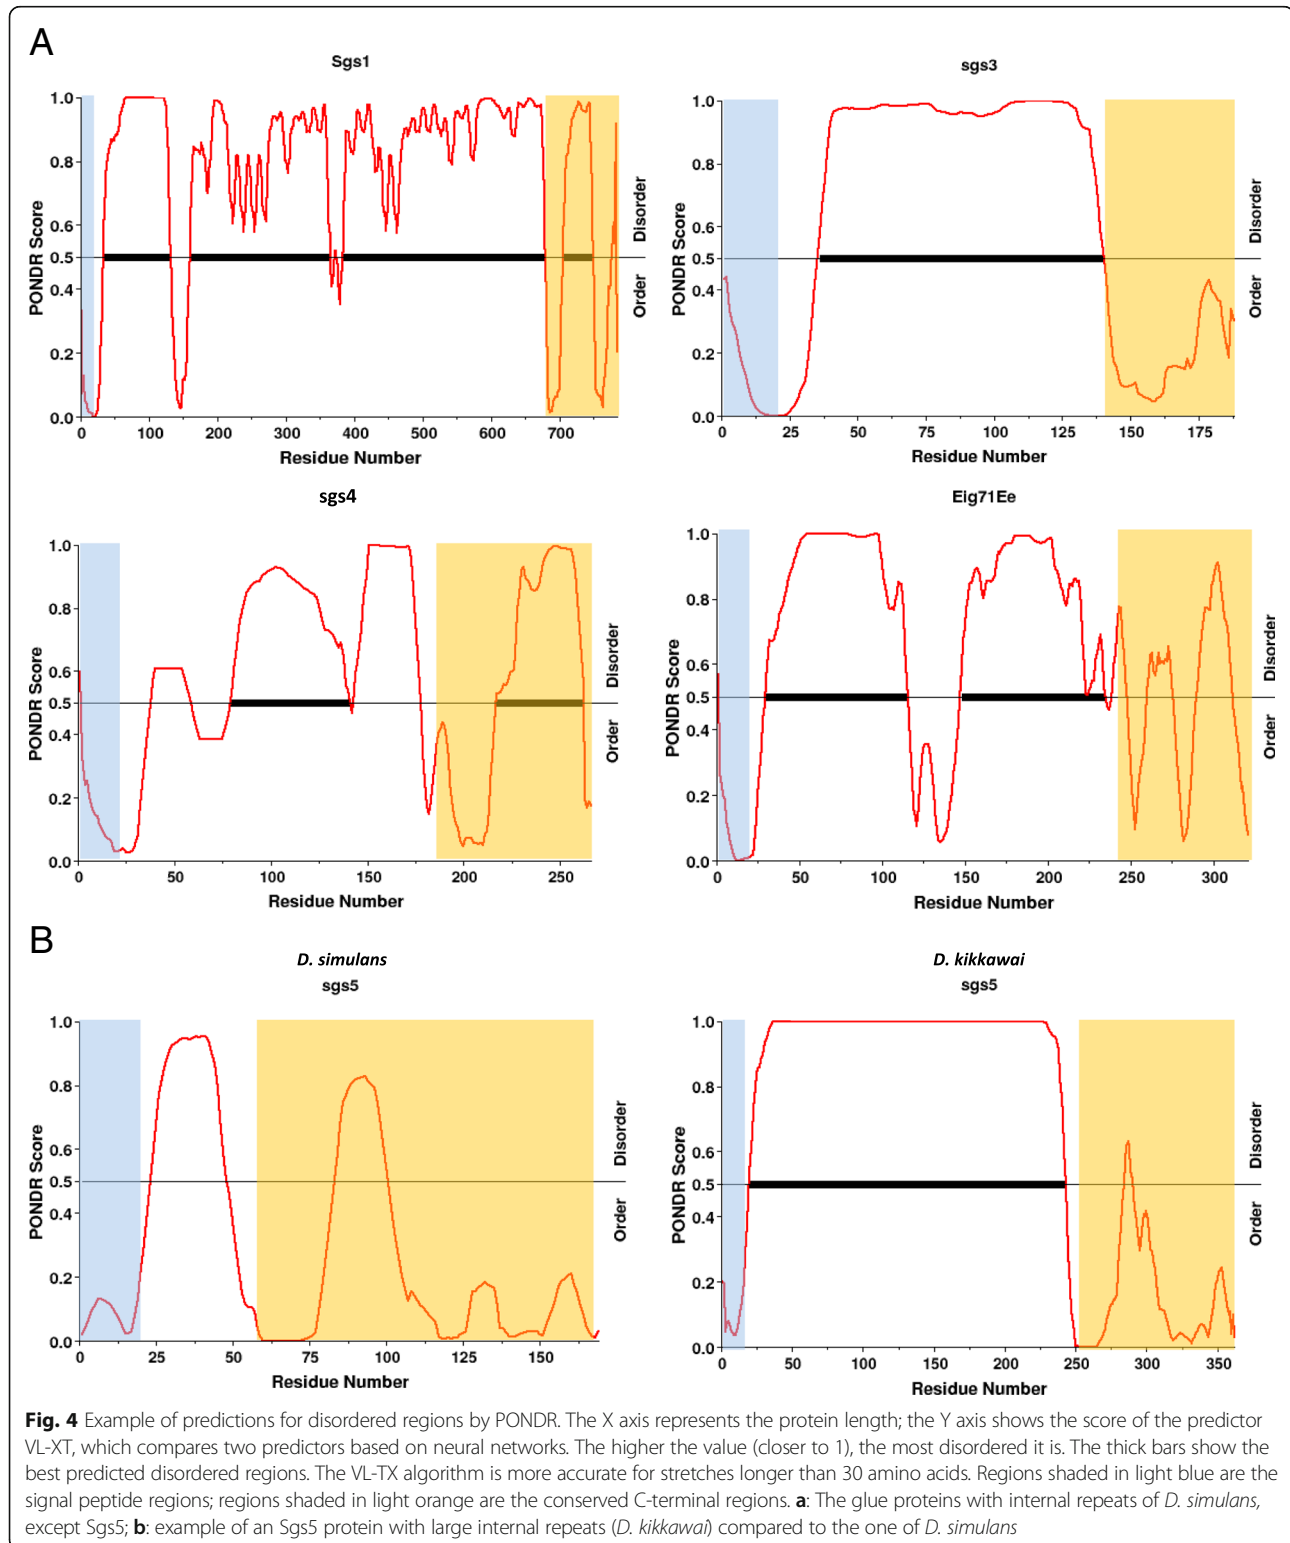 A
Sgs1
1.0
0.8
0.6
0.5
0.4
0.2
0.0
PONDR Score
Disorder
Order
0 100 200 300 400 500 600 700
Residue Number
sgs3
1.0
0.8
0.6
0.5
0.4
0.2
0.0
PONDR Score
Disorder
Order
0 25 50 75 100 125 150 175
Residue Number
sgs4
1.0
0.8
0.6
0.5
0.4
0.2
0.0
PONDR Score
Disorder
Order
0 50 100 150 200 250
Residue Number
Eig71Ee
1.0
0.8
0.6
0.5
0.4
0.2
0.0
PONDR Score
Disorder
Order
0 50 100 150 200 250 300
Residue Number
B
D. simulans
sgs5
1.0
0.8
0.6
0.5
0.4
0.2
0.0
PONDR Score
Disorder
Order
0 25 50 75 100 125 150
Residue Number
D. kikkawai
sgs5
1.0
0.8
0.6
0.5
0.4
0.2
0.0
PONDR Score
Disorder
Order
0 50 100 150 200 250 300 350
Residue Number
Fig. 4 Example of predictions for disordered regions by PONDR. The X axis represents the protein length; the Y axis shows the score of the predictor
VL-XT, which compares two predictors based on neural networks. The higher the value (closer to 1), the most disordered it is. The thick bars show the
best predicted disordered regions. The VL-TX algorithm is more accurate for stretches longer than 30 amino acids. Regions shaded in light blue are the
signal peptide regions; regions shaded in light orange are the conserved C-terminal regions. a: The glue proteins with internal repeats of D. simulans,
except Sgs5; b: example of an Sgs5 protein with large internal repeats (D. kikkawai) compared to the one of D. simulans